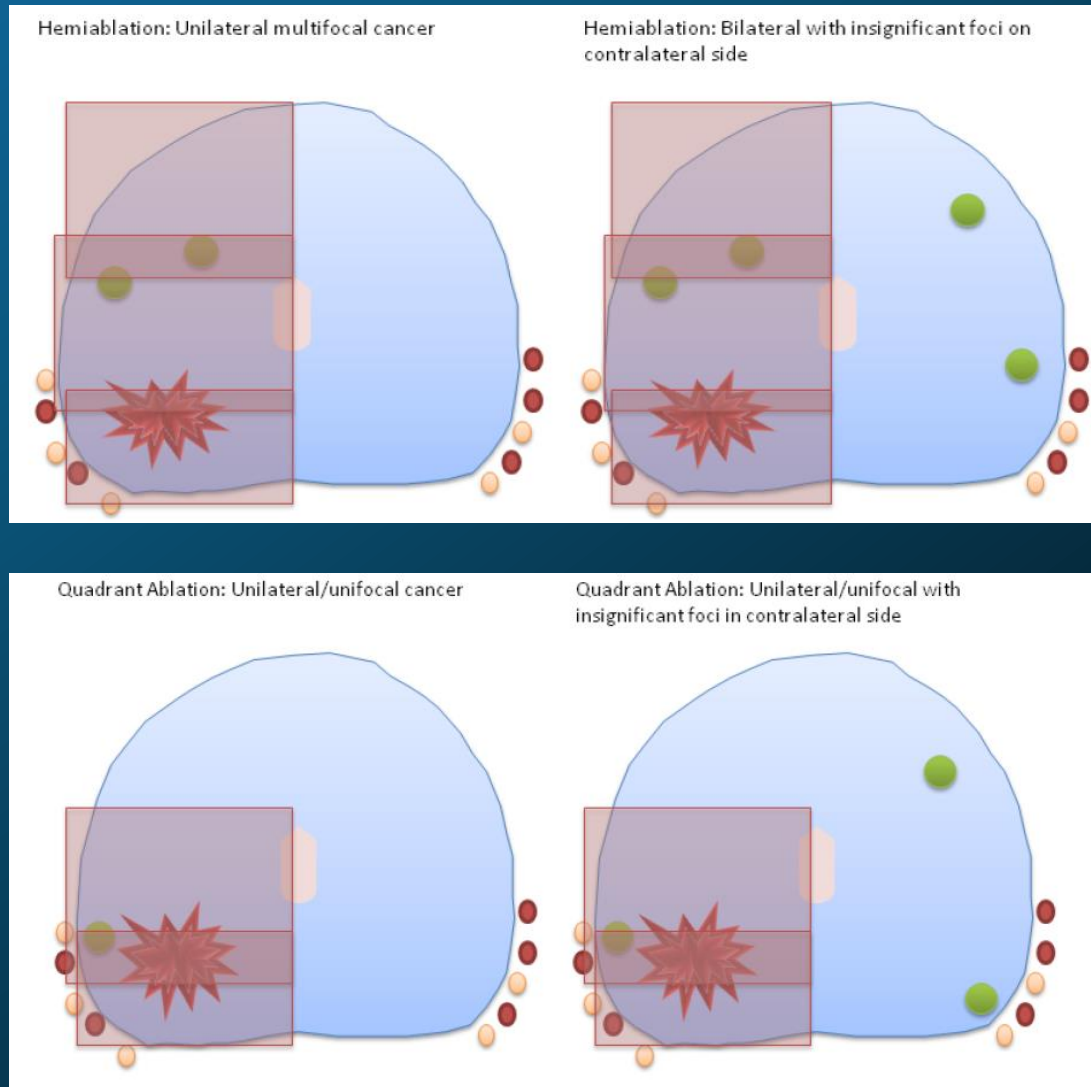 Hemiablation: Unilateral multifocal cancer
Hemiablation: Bilateral with insignificant foci on
contralateral side
Quadrant Ablation: Unilateral/unifocal cancer
Quadrant Ablation: Unilateral/unifocal with
insignificant foci in contralateral side